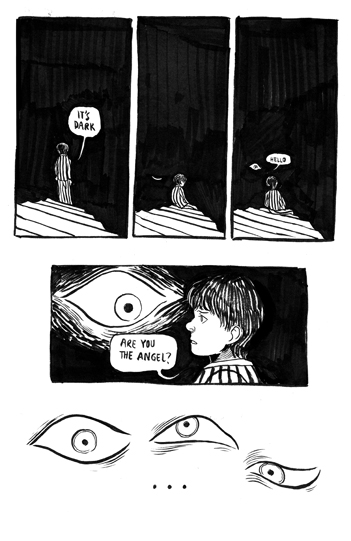 IT'S
DARK
HELLO
ARE YOU
THE ANGEL?
...